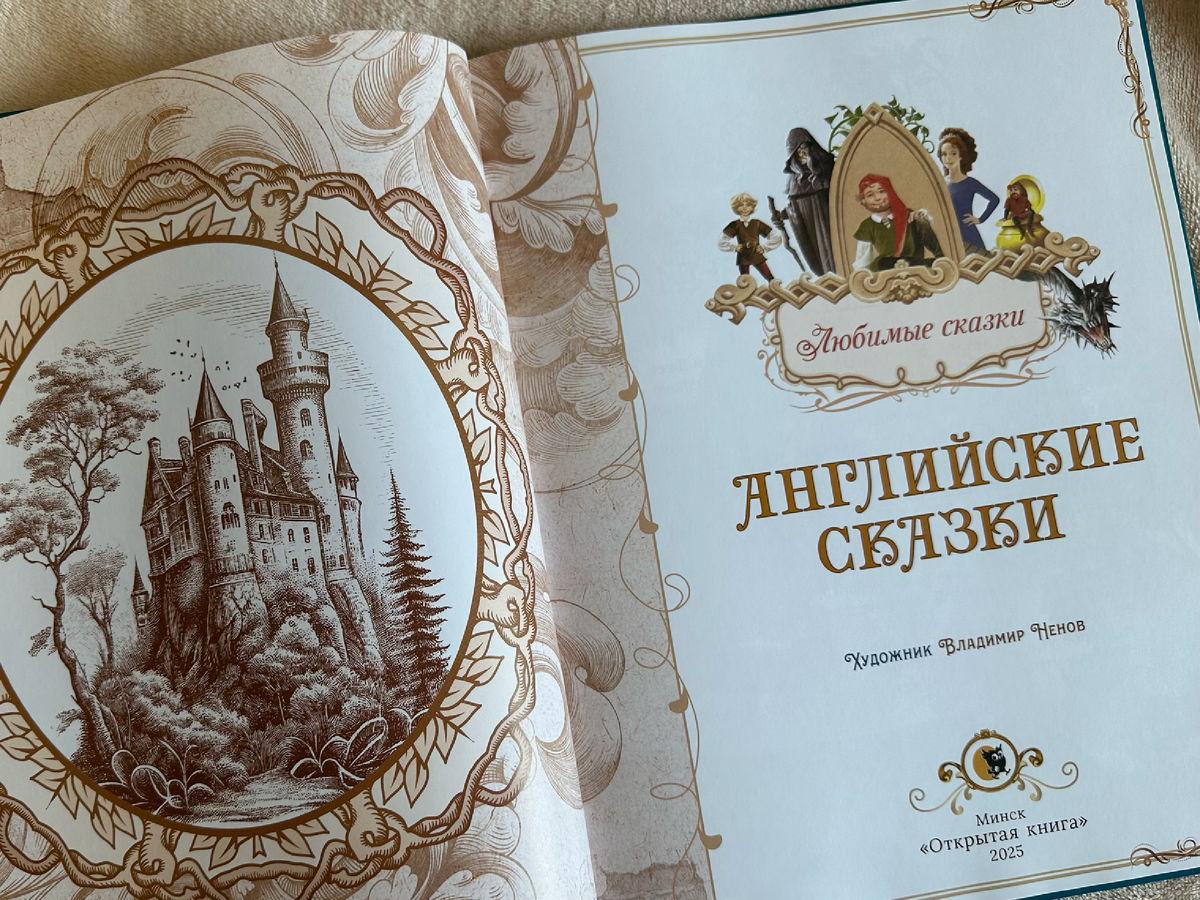 Любимые сказки
АНГЛИЙСКИЕ
СКАЗКИ
Художник Владимир Ненов
Минск
«Открытая книга»
2025